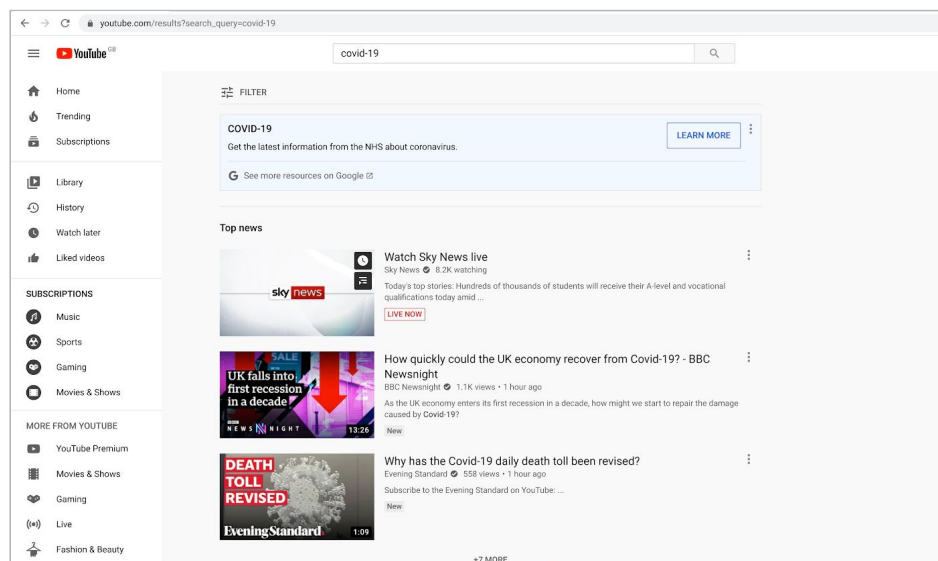 youtube.com/results?search_query=covid-19
YouTube GB
covid-19
Home
Trending
Subscriptions
Library
History
Watch later
Liked videos
SUBSCRIPTIONS
Music
Sports
Gaming
Movies & Shows
MORE FROM YOUTUBE
YouTube Premium
Movies & Shows
Gaming
Live
Fashion & Beauty
FILTER
COVID-19
Get the latest information from the NHS about coronavirus.
LEARN MORE
G See more resources on Google
Top news
sky news
Watch Sky News live
Sky News 8.2K watching
Today's top stories: Hundreds of thousands of students will receive their A-level and vocational
qualifications today amid ...
LIVE NOW
SALE
UK falls into
first recession
in a decade
BBC
NEWSNIGHT
13:26
How quickly could the UK economy recover from Covid-19? - BBC
Newsnight
BBC Newsnight 1.1K views • 1 hour ago
As the UK economy enters its first recession in a decade, how might we start to repair the damage
caused by Covid-19?
New
DEATH
TOLL
REVISED
Evening Standard
1:09
Why has the Covid-19 daily death toll been revised?
Evening Standard 558 views • 1 hour ago
Subscribe to the Evening Standard on YouTube: ...
New
+7 MORE